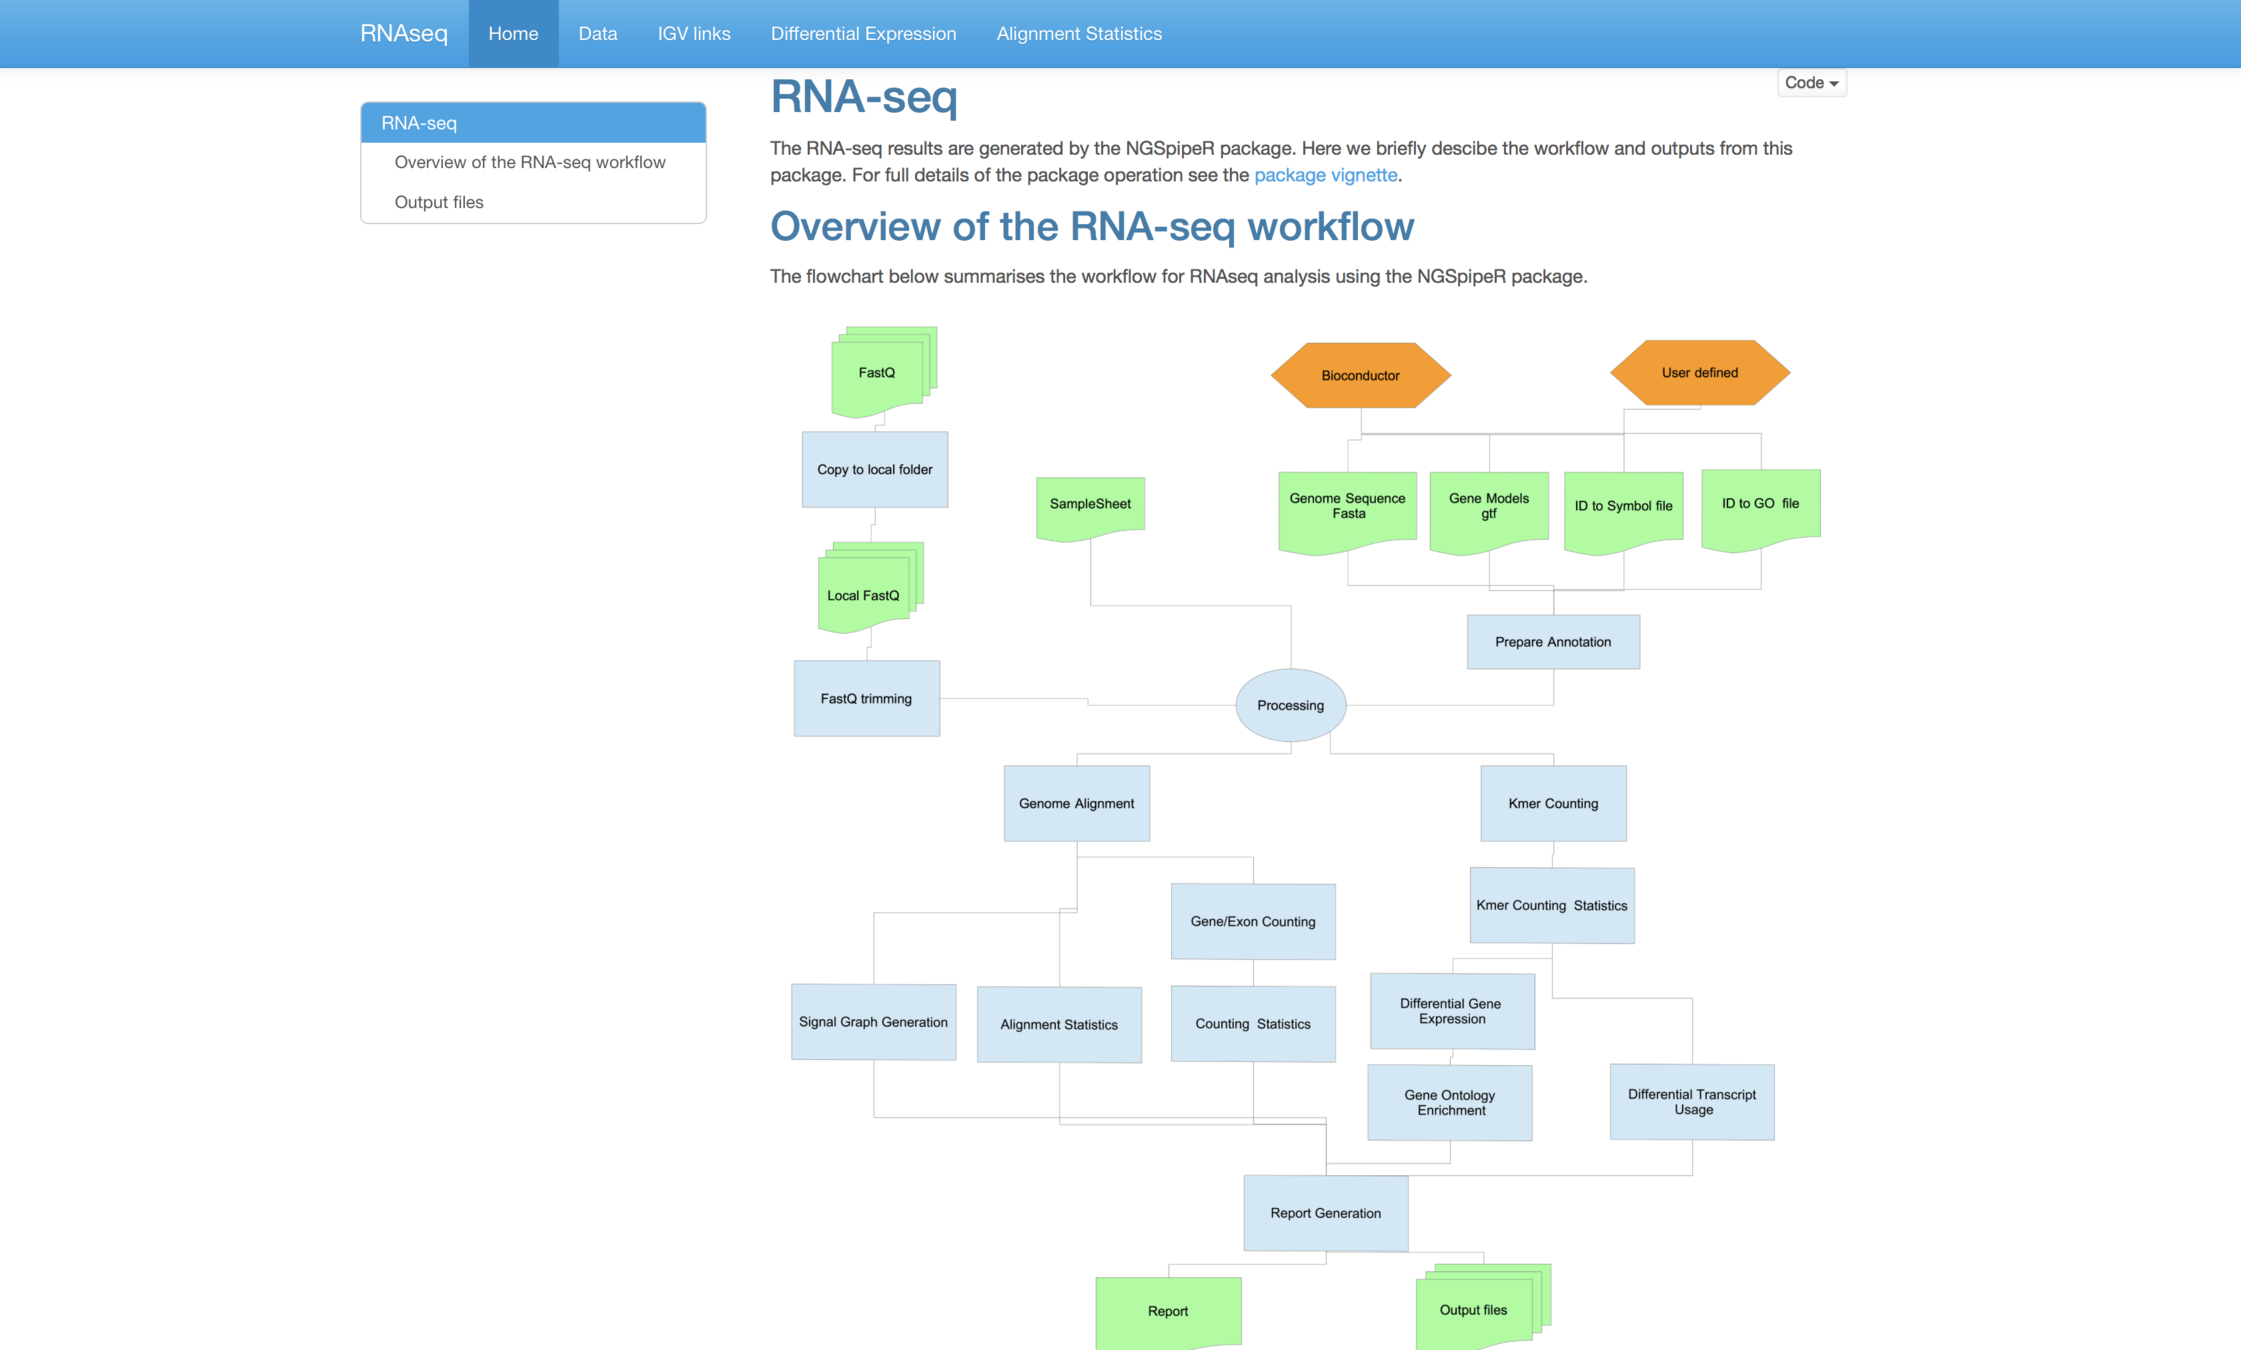 RNAseq
Home
Data
IGV links
Differential Expression
Alignment Statistics
Code
RNA-seq
Overview of the RNA-seq workflow
Output files
RNA-seq
The RNA-seq results are generated by the NGSpipeR package. Here we briefly descibe the workflow and outputs from this
package. For full details of the package operation see the package vignette.
Overview of the RNA-seq workflow
The flowchart below summarises the workflow for RNAseq analysis using the NGSpipeR package.
FastQ
Bioconductor
User defined
Copy to local folder
SampleSheet
Genome Sequence
Fasta
Gene Models
gtf
ID to Symbol file
ID to GO  file
Local FastQ
Prepare Annotation
FastQ trimming
Processing
Genome Alignment
Kmer Counting
Gene/Exon Counting
Kmer Counting  Statistics
Signal Graph Generation
Alignment Statistics
Counting  Statistics
Differential Gene
Expression
Gene Ontology
Enrichment
Differential Transcript
Usage
Report Generation
Report
Output files